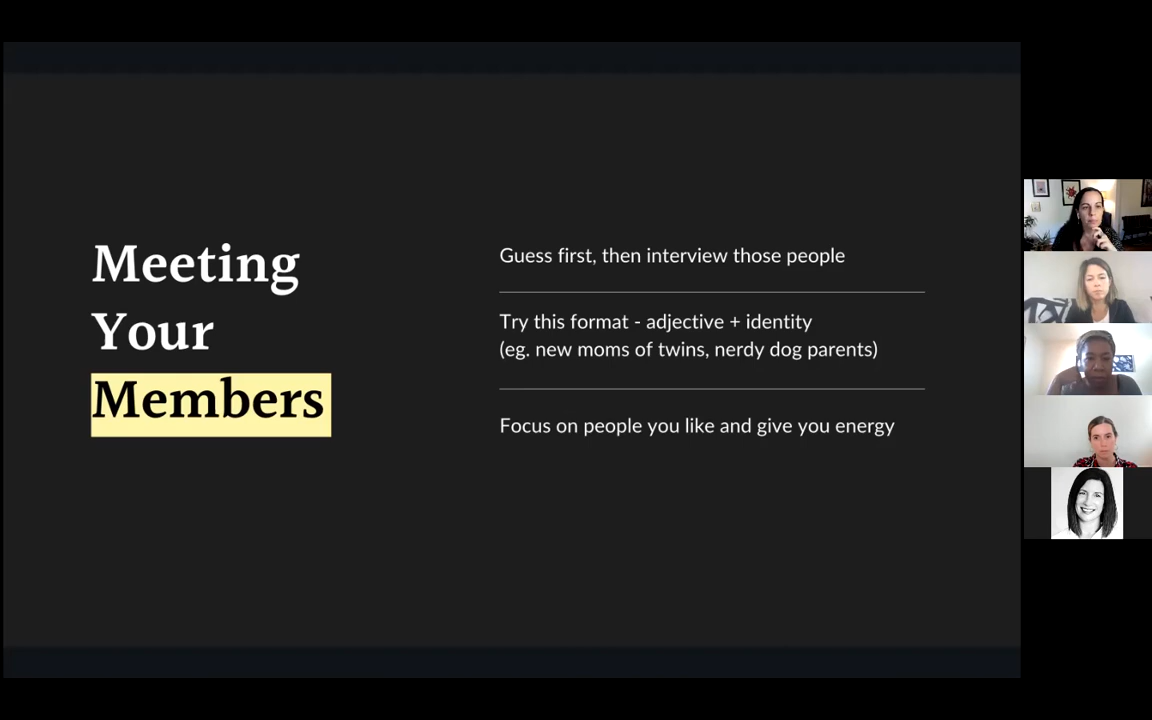 Meeting
Your
Members
Guess first, then interview those people
Try this format - adjective + identity
(eg. new moms of twins, nerdy dog parents)
Focus on people you like and give you energy